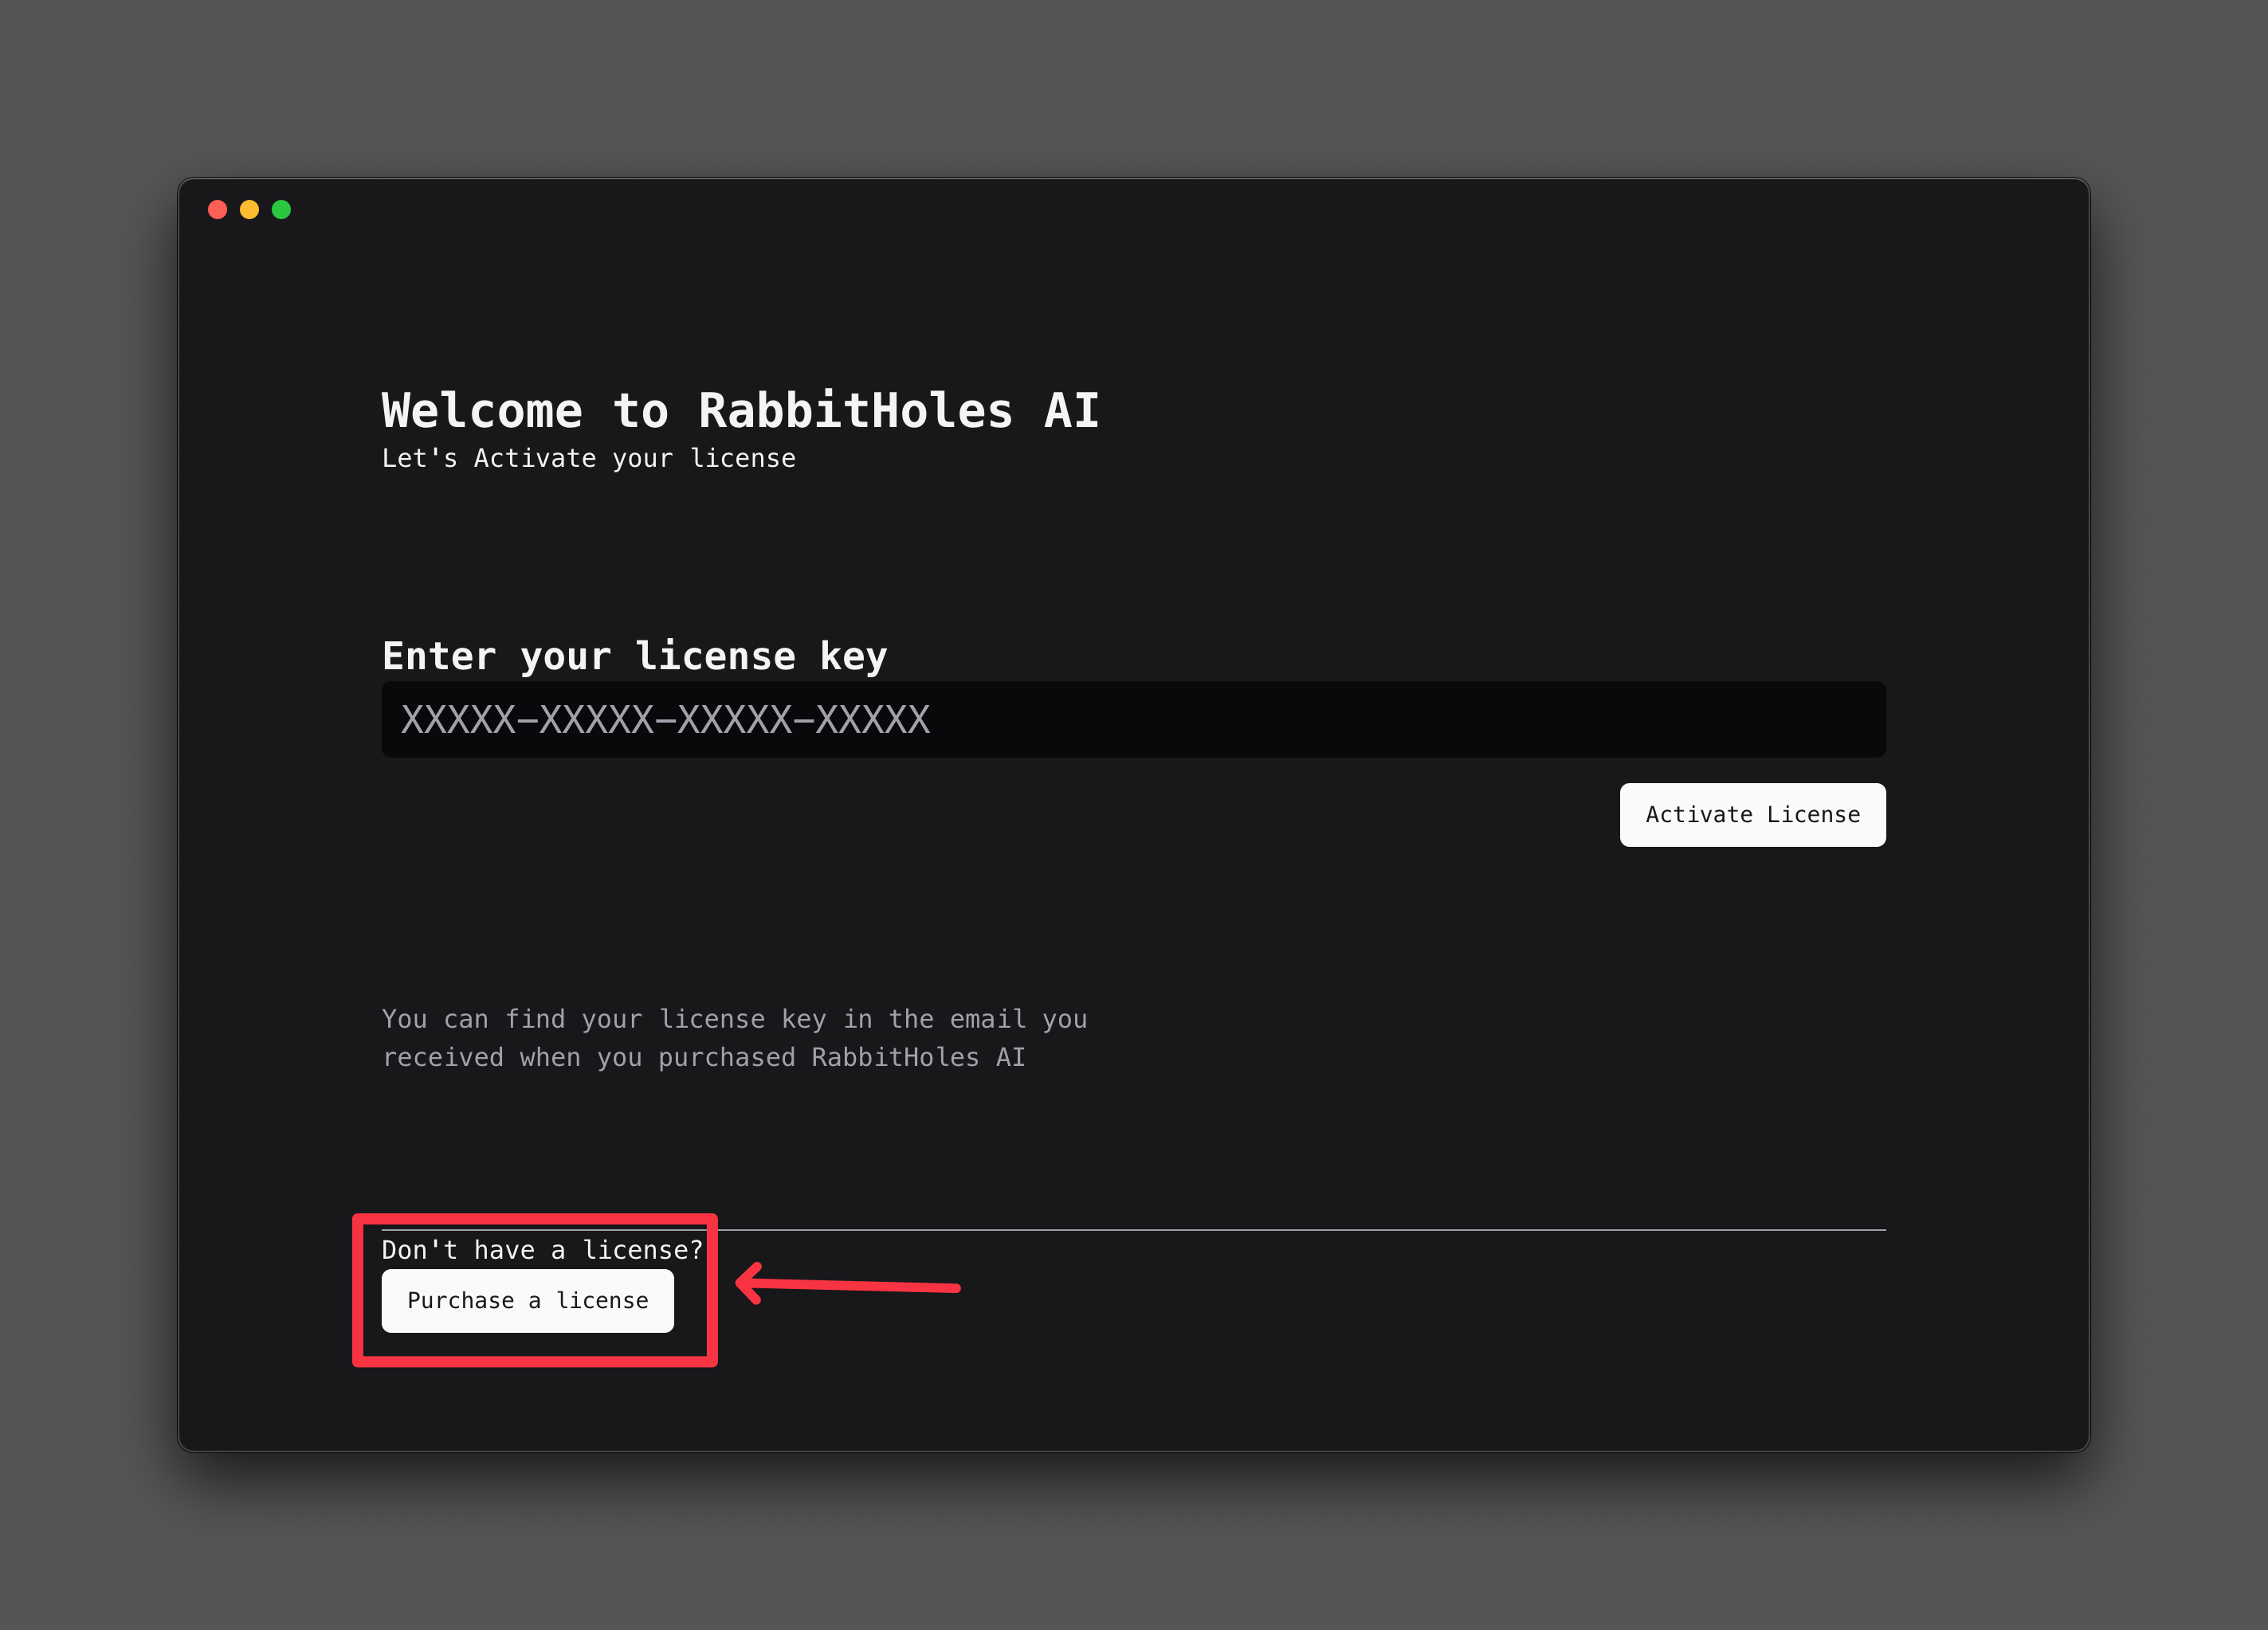 Welcome to RabbitHoles AI
Let's Activate your license
Enter your license key
XXXXX–XXXXX–XXXXX–XXXXX
Activate License
You can find your license key in the email you
received when you purchased RabbitHoles AI
Don't have a license?
Purchase a license